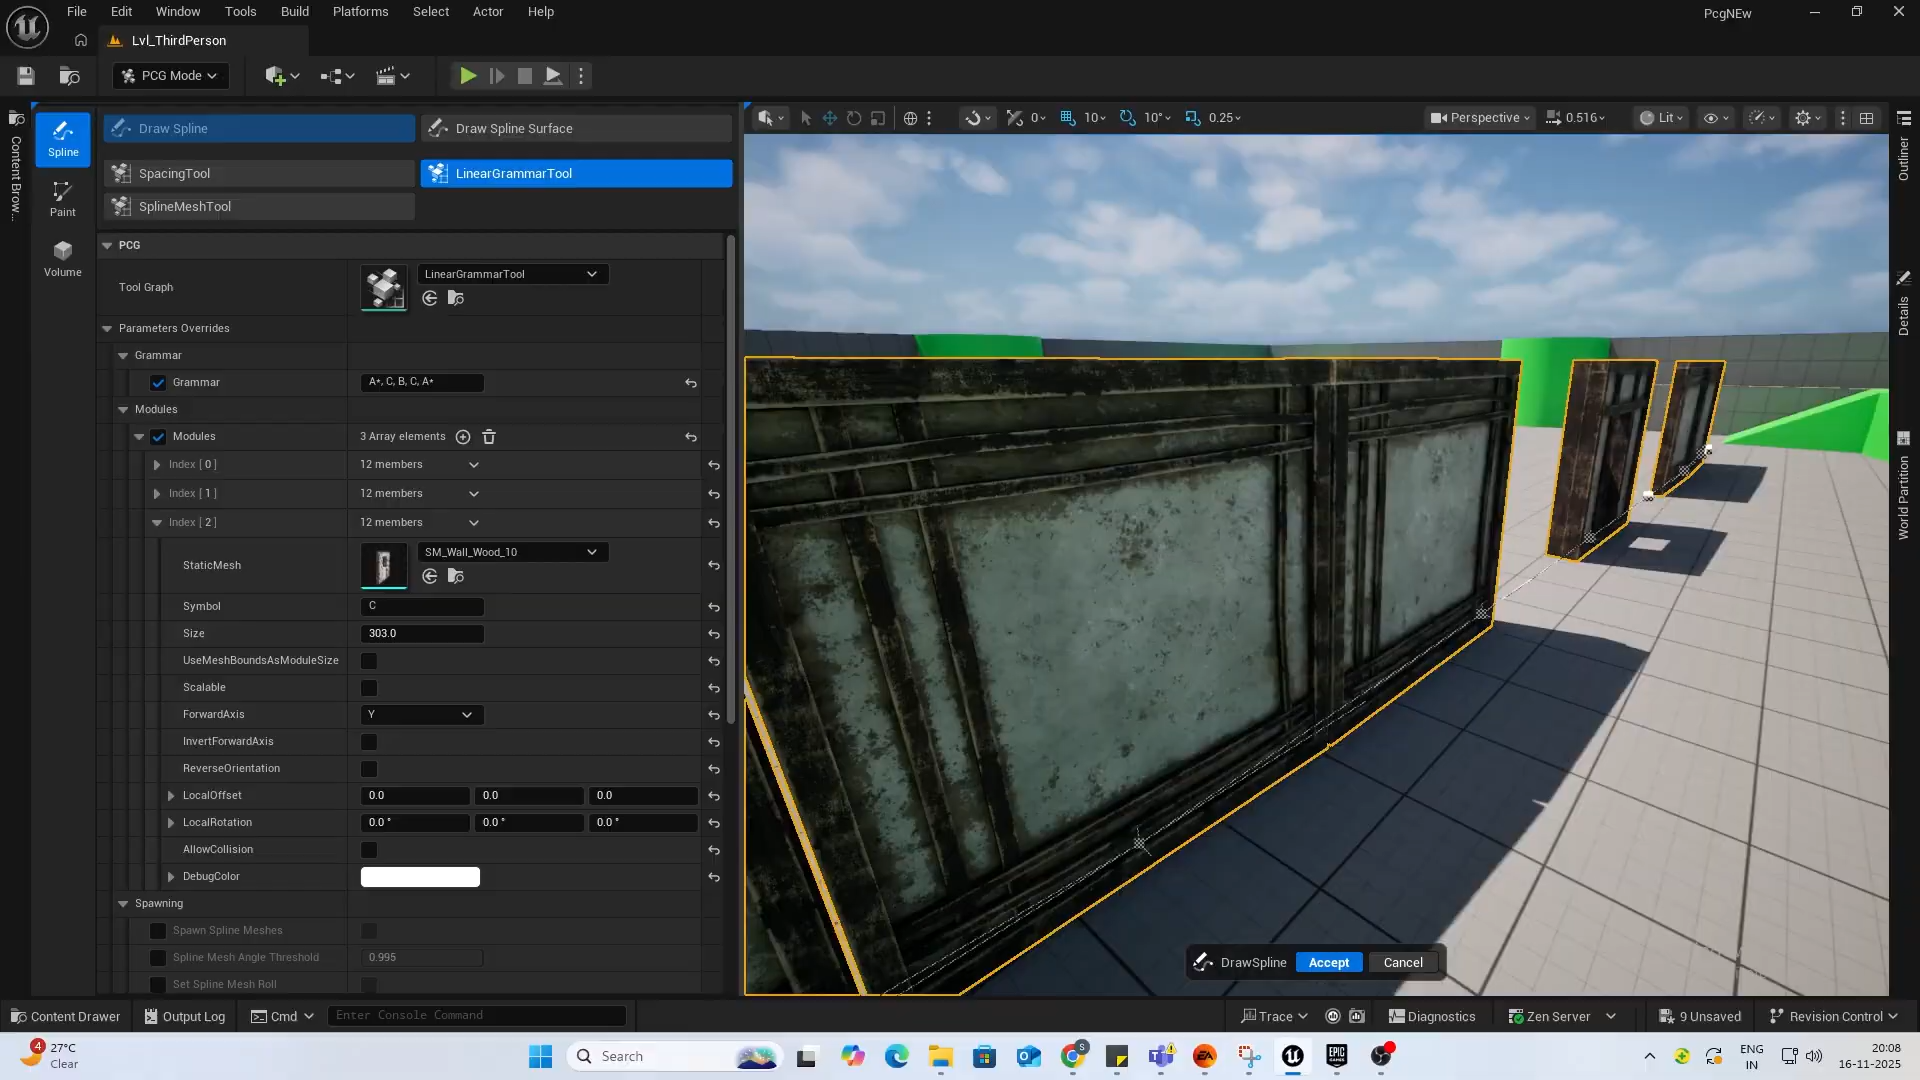 File Edit Window Tools Build Platforms Select Actor Help
PcgNEw
Lvl_ThirdPerson
PCG Mode
Content Brow...
Spline
Paint
Volume
Draw Spline
Draw Spline Surface
SpacingTool
LinearGrammarTool
SplineMeshTool
PCG
Tool Graph
LinearGrammarTool
Parameters Overrides
Grammar
Grammar
A*, C, B, C, A*
Modules
Modules
3 Array elements
Index [ 0 ]
12 members
Index [ 1 ]
12 members
Index [ 2 ]
12 members
StaticMesh
SM_Wall_Wood_10
Symbol
C
Size
303.0
UseMeshBoundsAsModuleSize
Scalable
ForwardAxis
Y
InvertForwardAxis
ReverseOrientation
LocalOffset
0.0 0.0 0.0
LocalRotation
0.0 ° 0.0 ° 0.0 °
AllowCollision
DebugColor
Spawning
Spawn Spline Meshes
Spline Mesh Angle Threshold
0.995
Set Spline Mesh Roll
0 10 10° 0.25
Perspective 0.516 Lit
Outliner
Details
World Partition
DrawSpline Accept Cancel
Content Drawer Output Log Cmd Enter Console Command
Trace Diagnostics Zen Server 9 Unsaved Revision Control
4
27°C
Clear
Search
S
EA
EPIC
GAMES
ENG
IN
20:08
16-11-2025